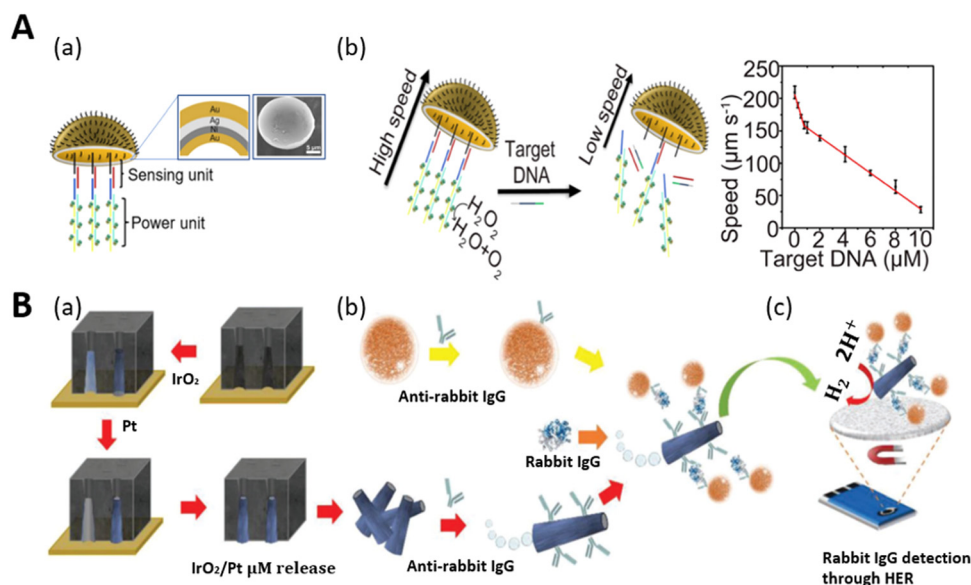 A
(a)
Au
Ag
Ni
Au
5 μm
Sensing unit
Power unit
(b)
High speed
H2O2
H2O+O2
Target
DNA
Low speed
Speed (μm s⁻¹)
250
200
150
100
50
0
0 2 4 6 8 10
Target DNA (μM)
B
(a)
IrO2
Pt
IrO2/Pt μM release
(b)
Anti-rabbit IgG
Rabbit IgG
Anti-rabbit IgG
(c)
2H⁺
H2
Rabbit IgG detection
through HER